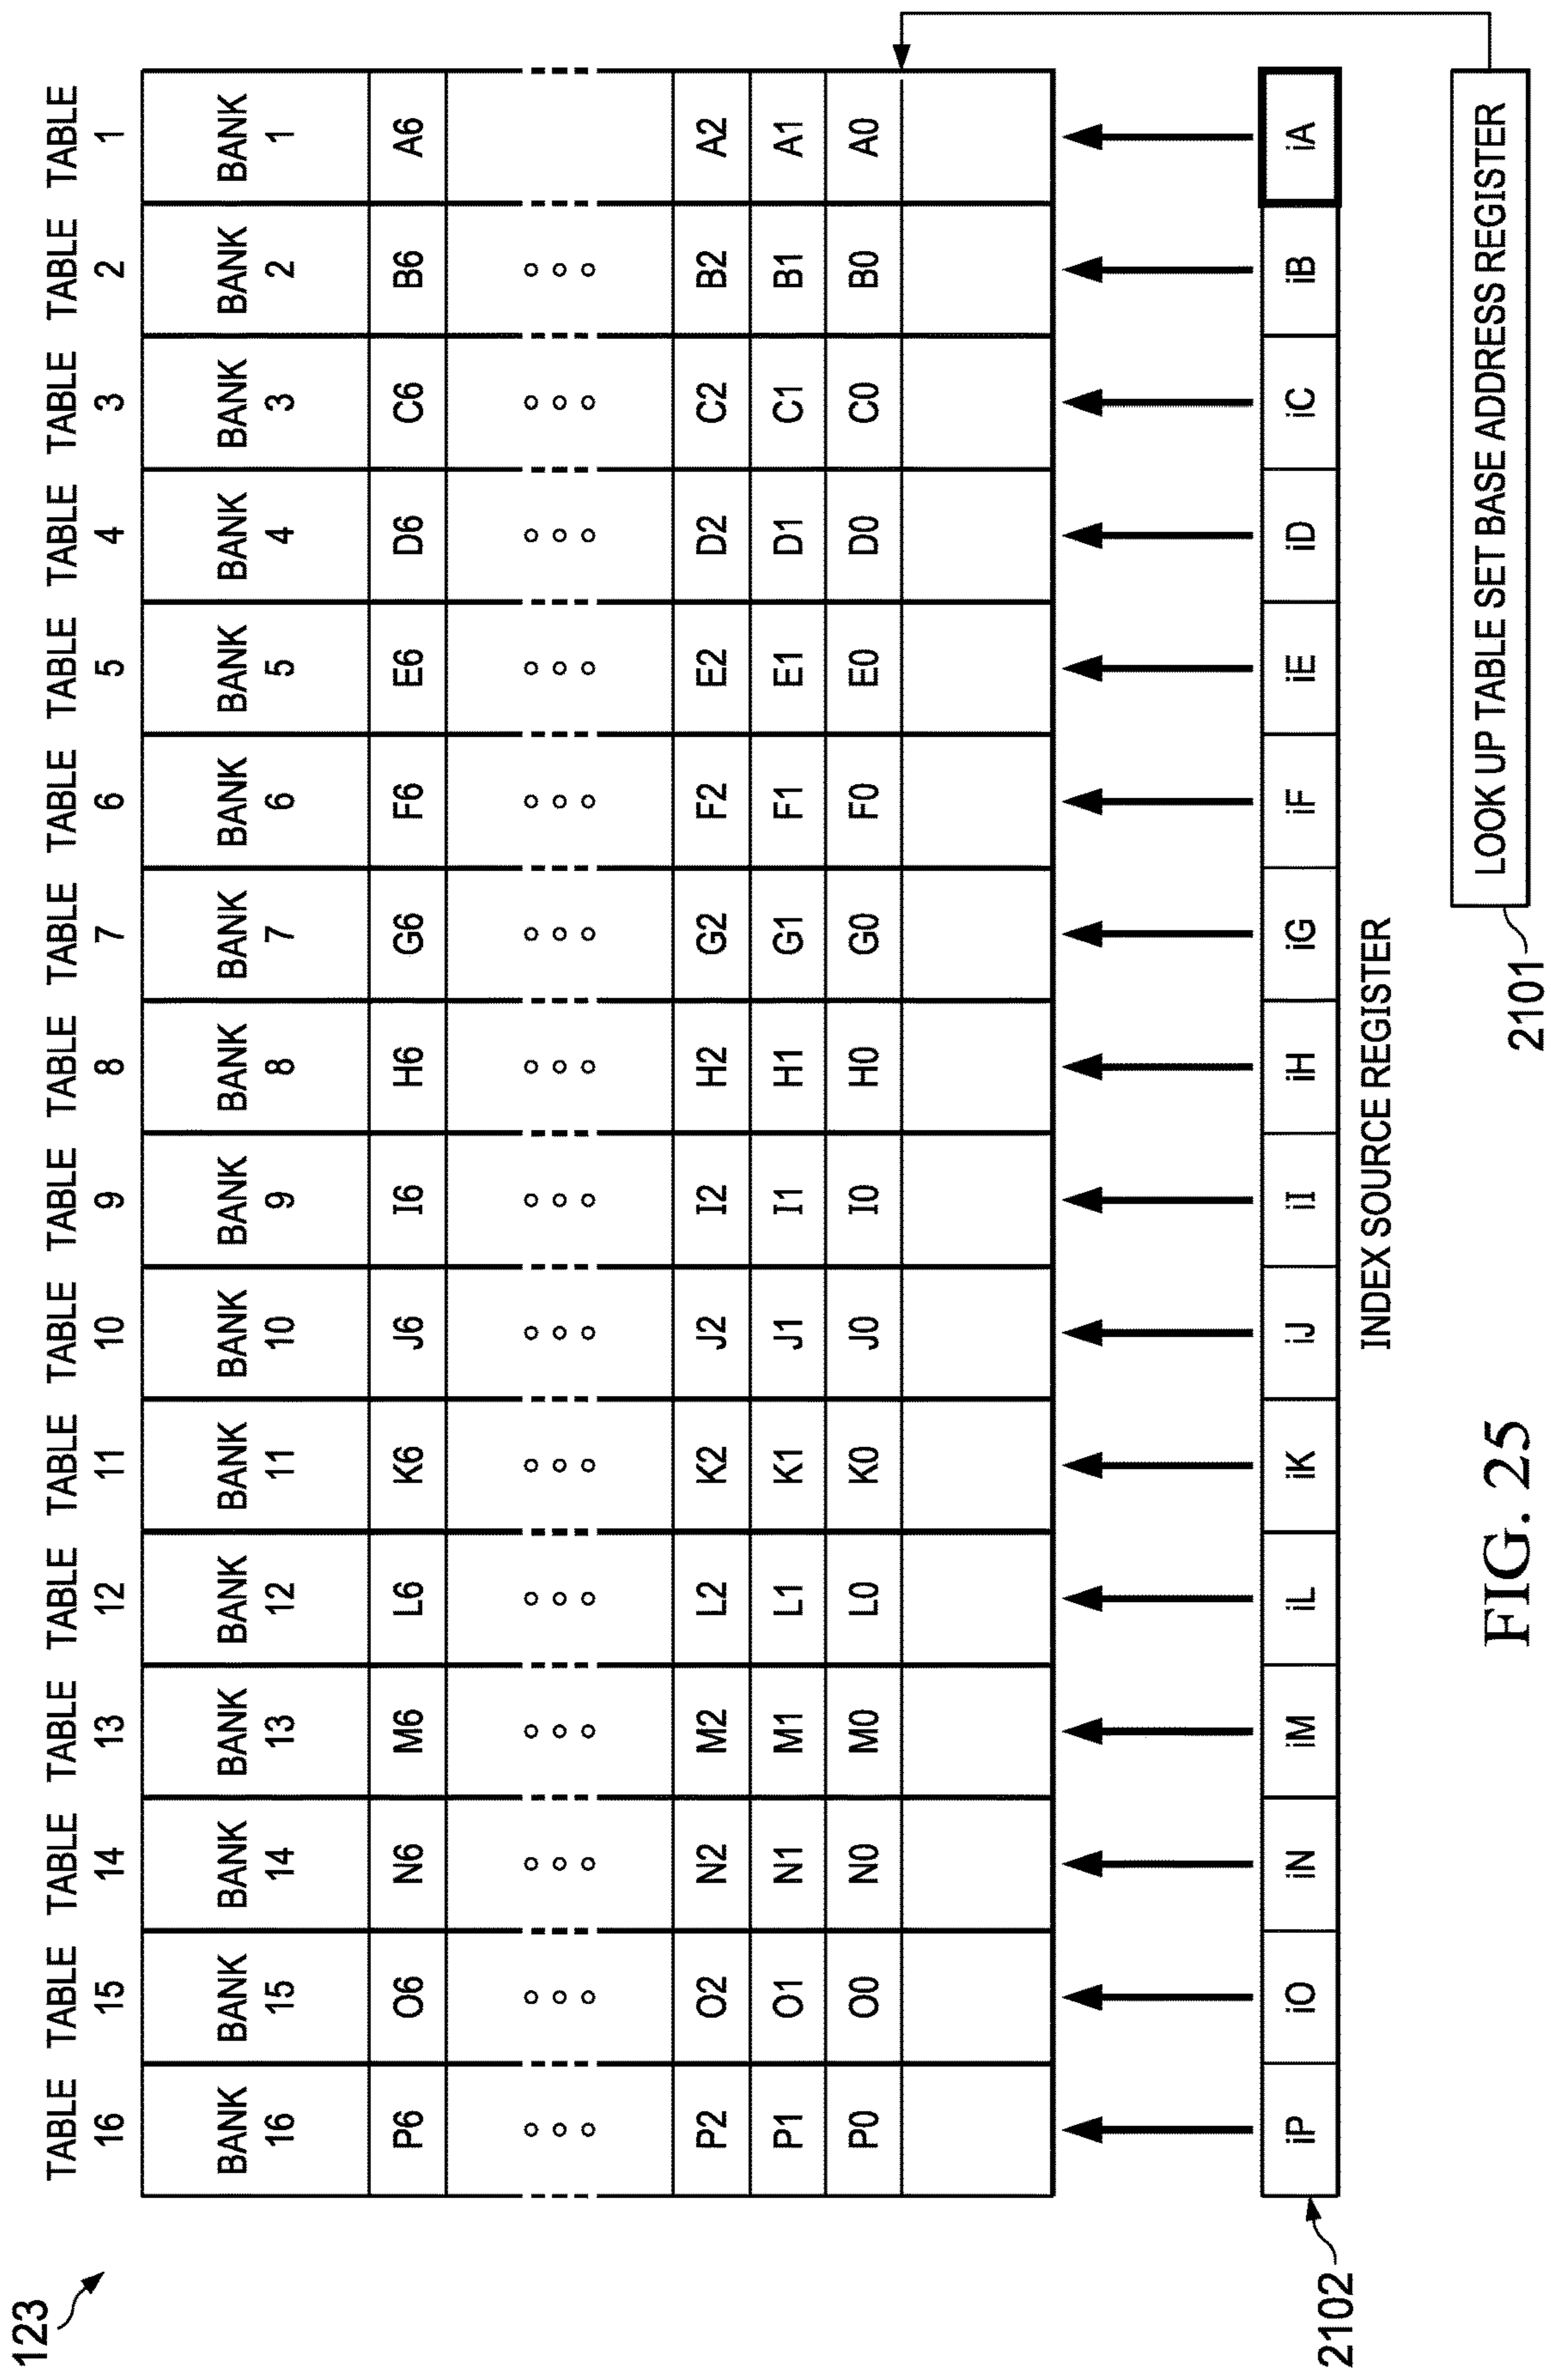 123
TABLE TABLE TABLE TABLE TABLE TABLE TABLE TABLE TABLE TABLE TABLE TABLE TABLE TABLE TABLE TABLE
16 15 14 13 12 11 10 9 8 7 6 5 4 3 2 1
BANK BANK BANK BANK BANK BANK BANK BANK BANK BANK BANK BANK BANK BANK BANK BANK
16 15 14 13 12 11 10 9 8 7 6 5 4 3 2 1
P6 O6 N6 M6 L6 K6 J6 I6 H6 G6 F6 E6 D6 C6 B6 A6
P2 O2 N2 M2 L2 K2 J2 I2 H2 G2 F2 E2 D2 C2 B2 A2
P1 O1 N1 M1 L1 K1 J1 I1 H1 G1 F1 E1 D1 C1 B1 A1
P0 O0 N0 M0 L0 K0 J0 I0 H0 G0 F0 E0 D0 C0 B0 A0
iP iO iN iM iL iK iJ iI iH iG iF iE iD iC iB iA
2102
INDEX SOURCE REGISTER
LOOK UP TABLE SET BASE ADDRESS REGISTER
2101
FIG. 25